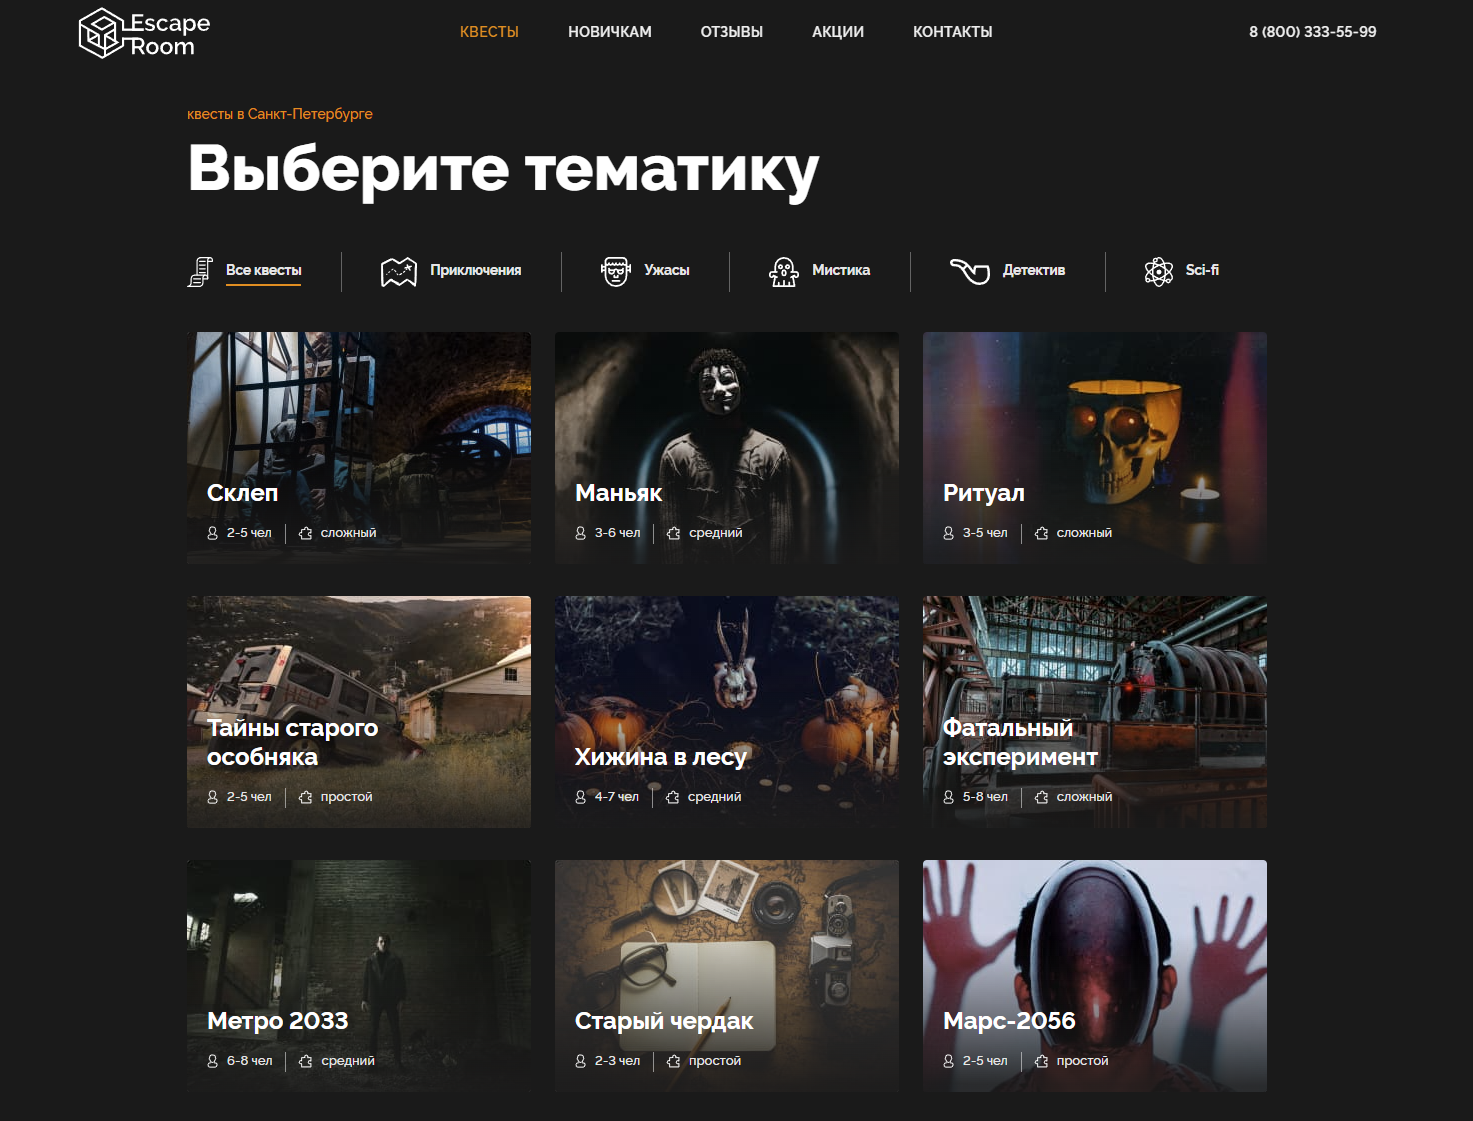 Escape
Room
КВЕСТЫ НОВИЧКАМ ОТЗЫВЫ АКЦИИ КОНТАКТЫ 8 (800) 333-55-99
квесты в Санкт-Петербурге
Выберите тематику
Все квесты Приключения Ужасы Мистика Детектив Sci-fi
Склеп
2-5 чел сложный
Маньяк
3-6 чел средний
Ритуал
3-5 чел сложный
Тайны старого
особняка
2-5 чел простой
Хижина в лесу
4-7 чел средний
Фатальный
эксперимент
5-8 чел сложный
Метро 2033
6-8 чел средний
Старый чердак
2-3 чел простой
Марс-2056
2-5 чел простой